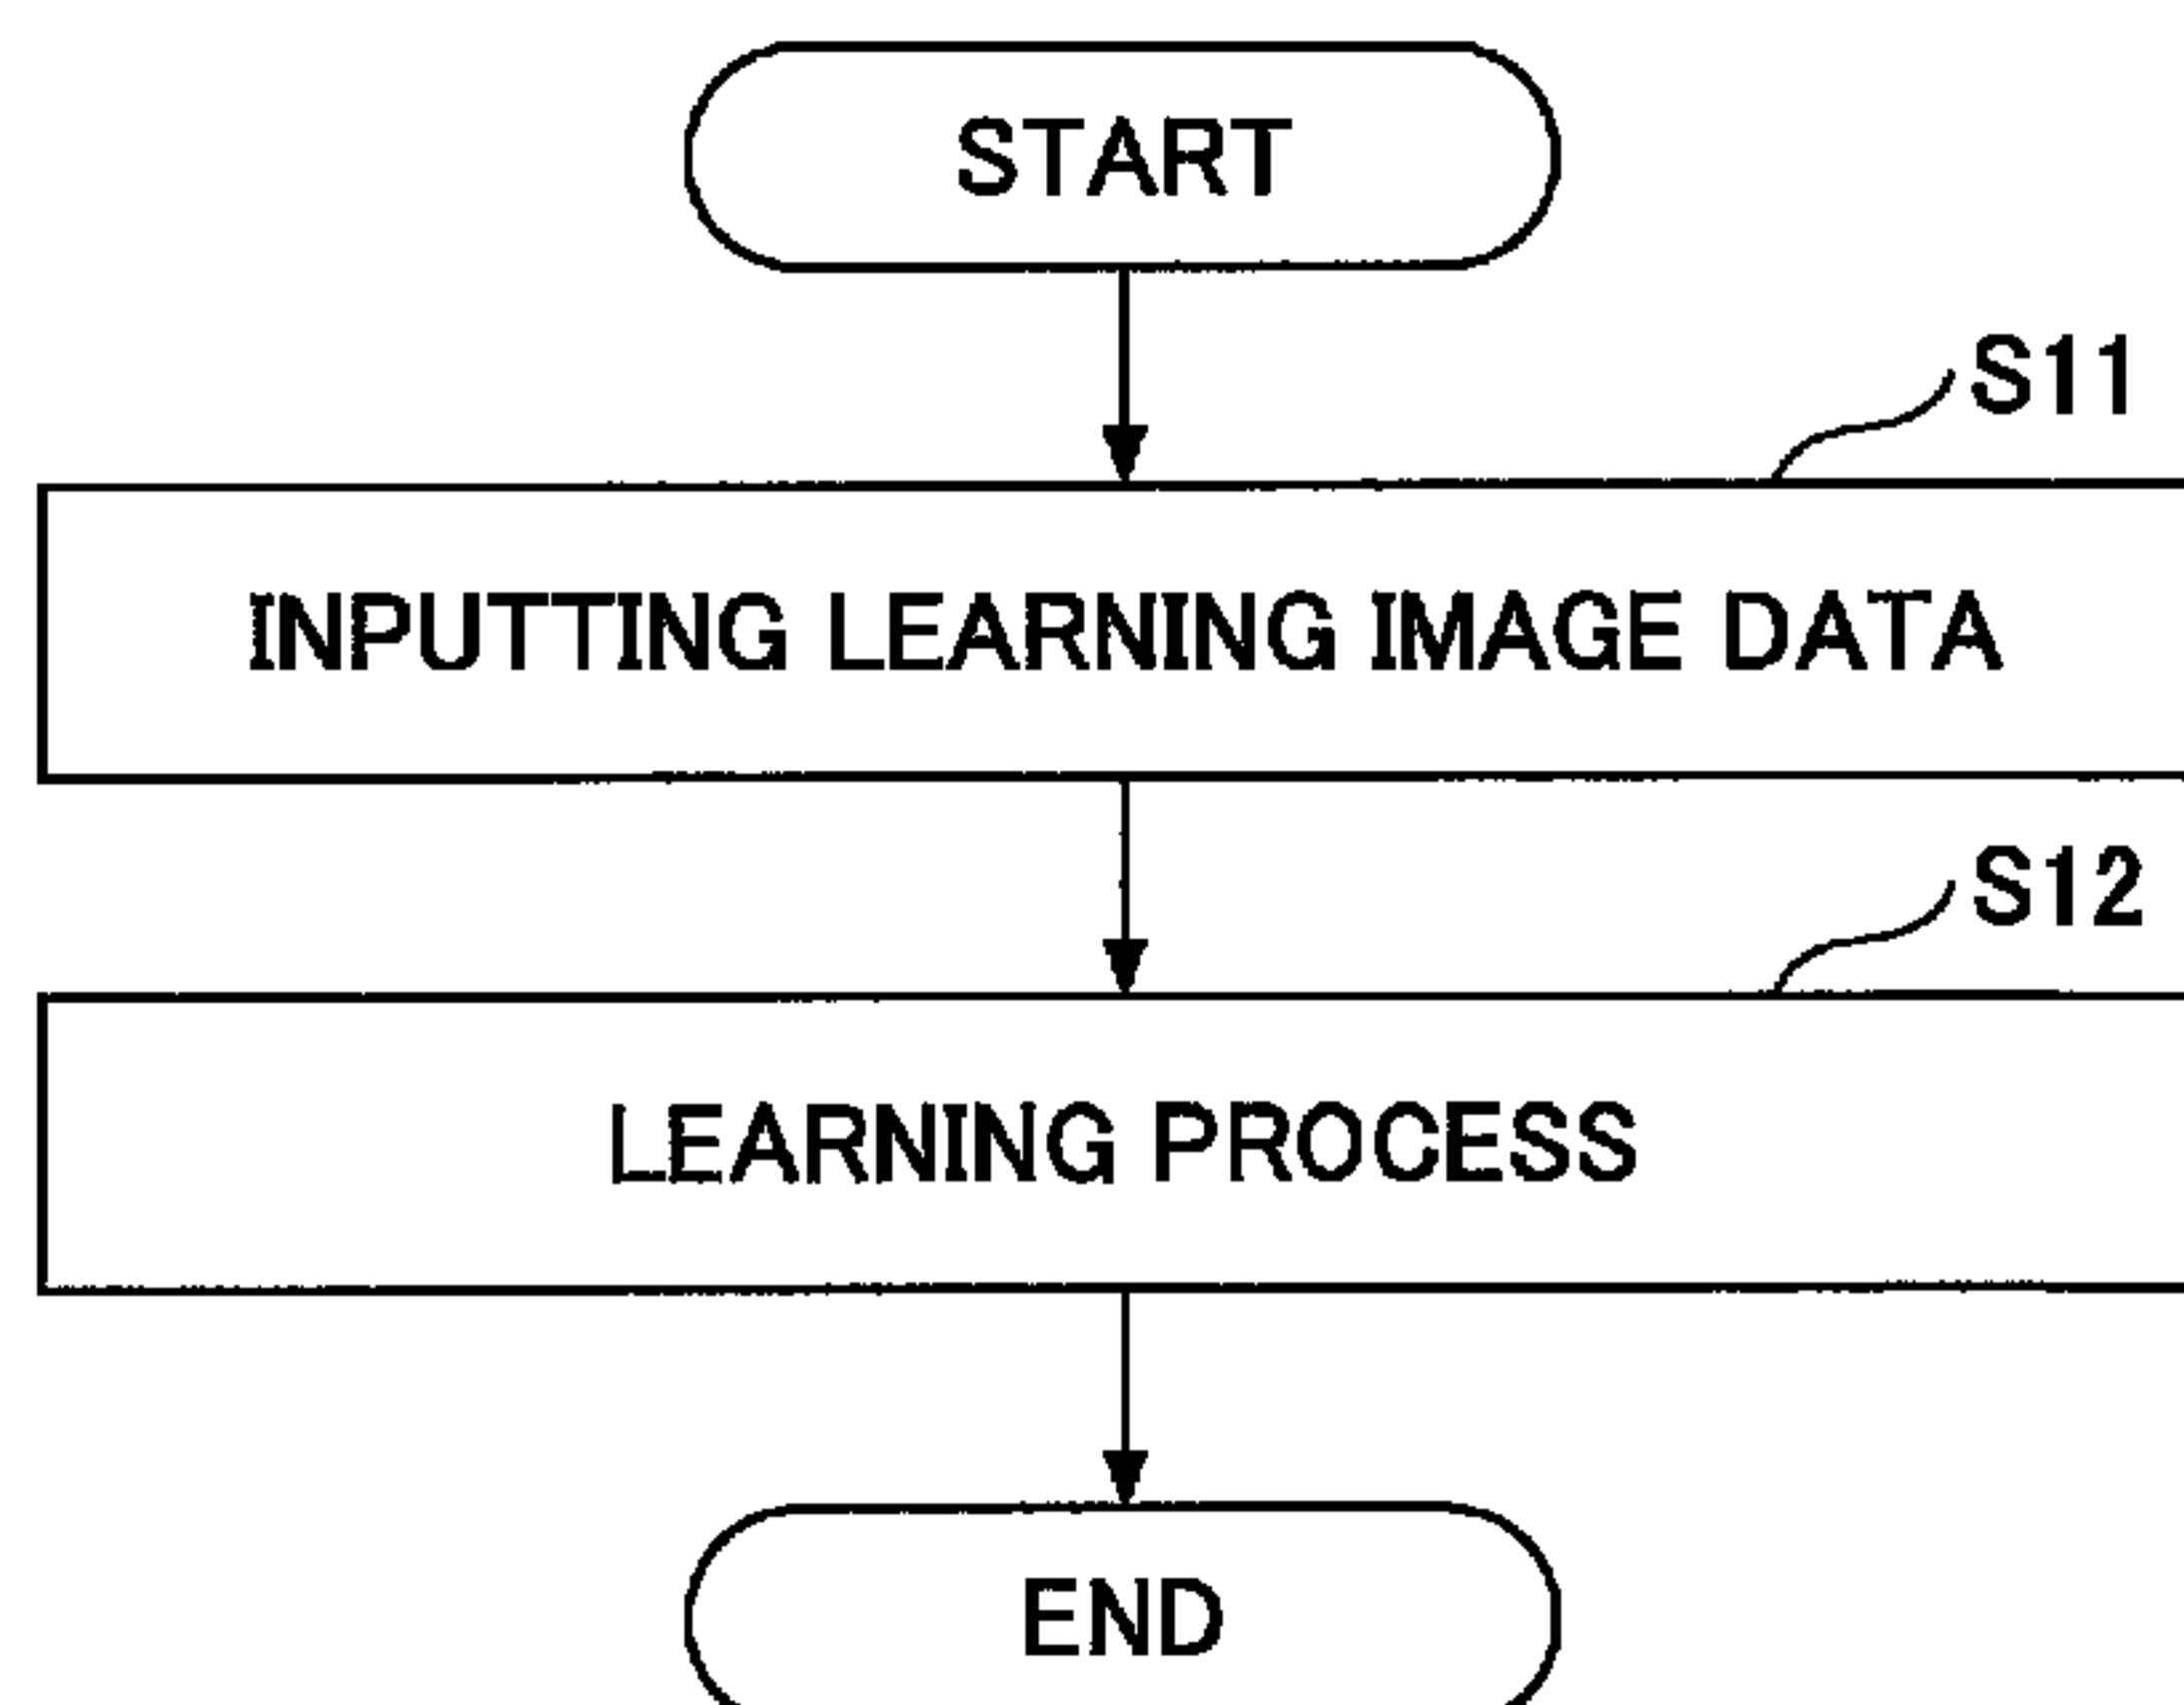 START
S11
INPUTTING LEARNING IMAGE DATA
S12
LEARNING PROCESS
END